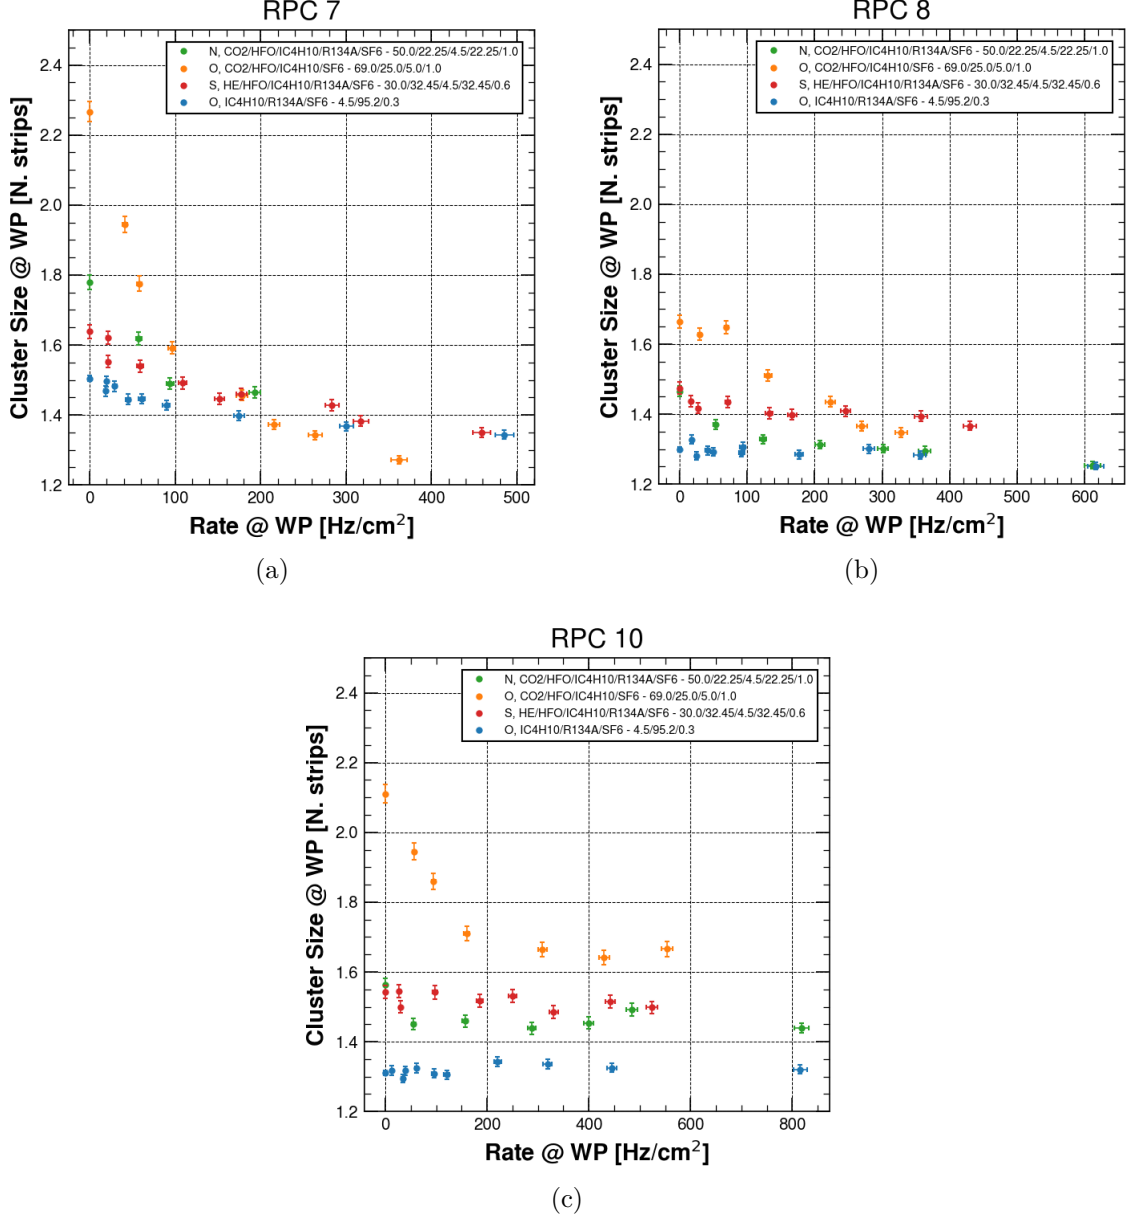 RPC 7
N, CO2/HFO/IC4H10/R134A/SF6 - 50.0/22.25/4.5/22.25/1.0
O, CO2/HFO/IC4H10/SF6 - 69.0/25.0/5.0/1.0
S, HE/HFO/IC4H10/R134A/SF6 - 30.0/32.45/4.5/32.45/0.6
O, IC4H10/R134A/SF6 - 4.5/95.2/0.3
Cluster Size @ WP [N. strips]
2.4
2.2
2.0
1.8
1.6
1.4
1.2
0 100 200 300 400 500
Rate @ WP [Hz/cm²]
(a)
RPC 8
N, CO2/HFO/IC4H10/R134A/SF6 - 50.0/22.25/4.5/22.25/1.0
O, CO2/HFO/IC4H10/SF6 - 69.0/25.0/5.0/1.0
S, HE/HFO/IC4H10/R134A/SF6 - 30.0/32.45/4.5/32.45/0.6
O, IC4H10/R134A/SF6 - 4.5/95.2/0.3
Cluster Size @ WP [N. strips]
2.4
2.2
2.0
1.8
1.6
1.4
1.2
0 100 200 300 400 500 600
Rate @ WP [Hz/cm²]
(b)
RPC 10
N, CO2/HFO/IC4H10/R134A/SF6 - 50.0/22.25/4.5/22.25/1.0
O, CO2/HFO/IC4H10/SF6 - 69.0/25.0/5.0/1.0
S, HE/HFO/IC4H10/R134A/SF6 - 30.0/32.45/4.5/32.45/0.6
O, IC4H10/R134A/SF6 - 4.5/95.2/0.3
Cluster Size @ WP [N. strips]
2.4
2.2
2.0
1.8
1.6
1.4
1.2
0 200 400 600 800
Rate @ WP [Hz/cm²]
(c)